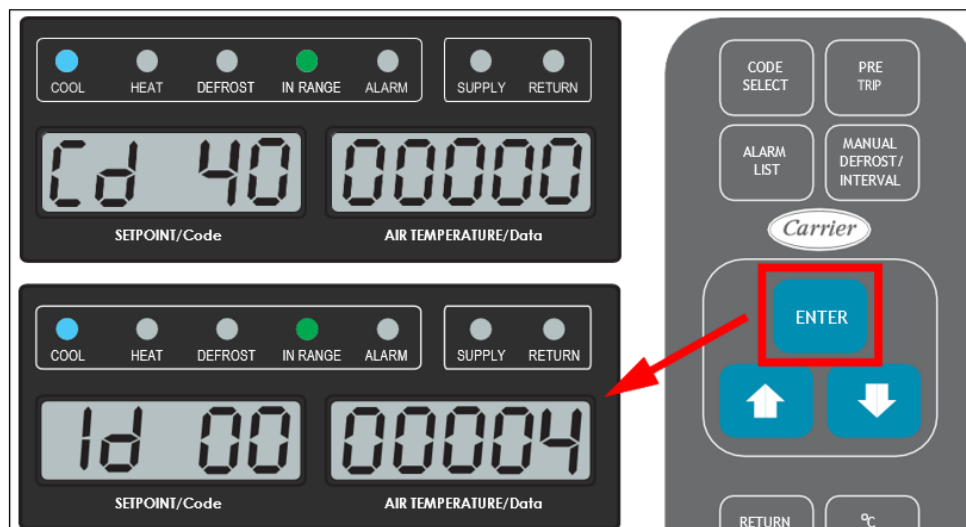 COOL HEAT DEFROST IN RANGE ALARM SUPPLY RETURN
Cd 40 00000
SETPOINT/Code AIR TEMPERATURE/Data
COOL HEAT DEFROST IN RANGE ALARM SUPPLY RETURN
Id 00 00004
SETPOINT/Code AIR TEMPERATURE/Data
CODE
SELECT
PRE
TRIP
ALARM
LIST
MANUAL
DEFROST/
INTERVAL
Carrier
ENTER
RETURN
°C